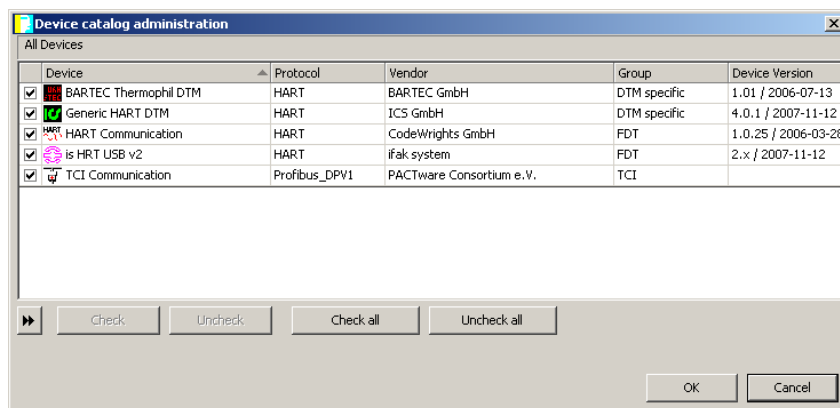 Device catalog administration
All Devices
Device Protocol Vendor Group Device Version
BARTEC Thermophil DTM HART BARTEC GmbH DTM specific 1.01 / 2006-07-13
Generic HART DTM HART ICS GmbH DTM specific 4.0.1 / 2007-11-12
HART HART Communication HART CodeWrights GmbH FDT 1.0.25 / 2006-03-28
is HRT USB v2 HART ifak system FDT 2.x / 2007-11-12
TCI Communication Profibus_DPV1 PACTware Consortium e.V. TCI
Check Uncheck Check all Uncheck all
OK Cancel